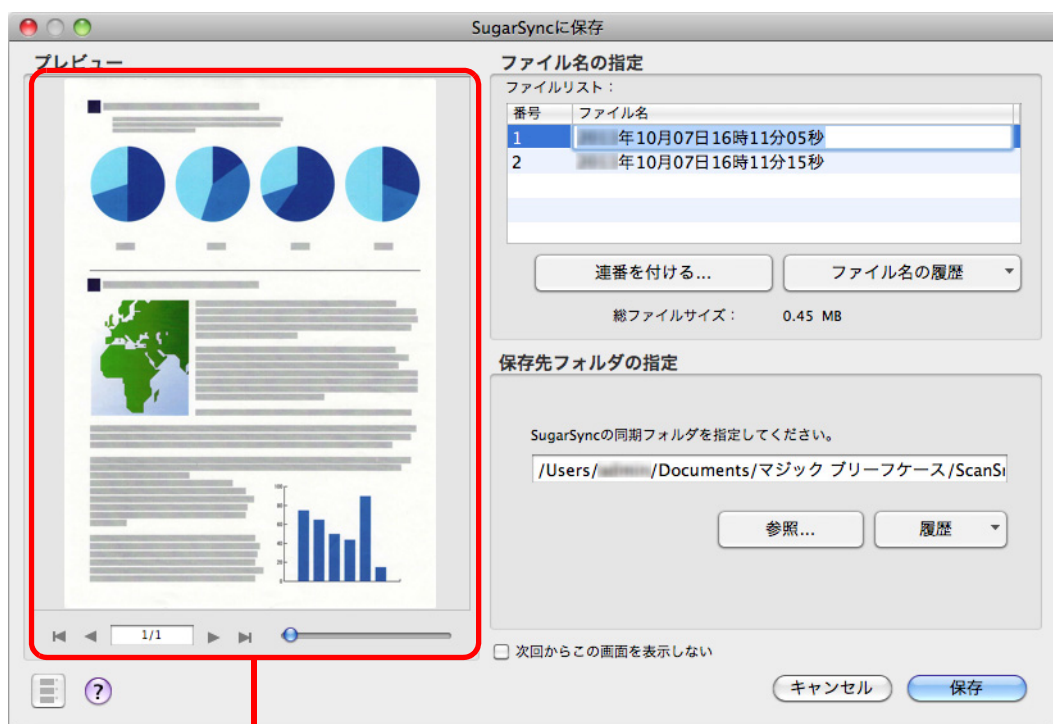 SugarSyncに保存
プレビュー
100
80
60
40
20
0
1/1
ファイル名の指定
ファイルリスト：
番号 ファイル名
1 年10月07日16時11分05秒
2 年10月07日16時11分15秒
連番を付ける... ファイル名の履歴
総ファイルサイズ： 0.45 MB
保存先フォルダの指定
SugarSyncの同期フォルダを指定してください。
/Users/ /Documents/マジック ブリーフケース/ScanSn
参照... 履歴
次回からこの画面を表示しない
?
キャンセル 保存